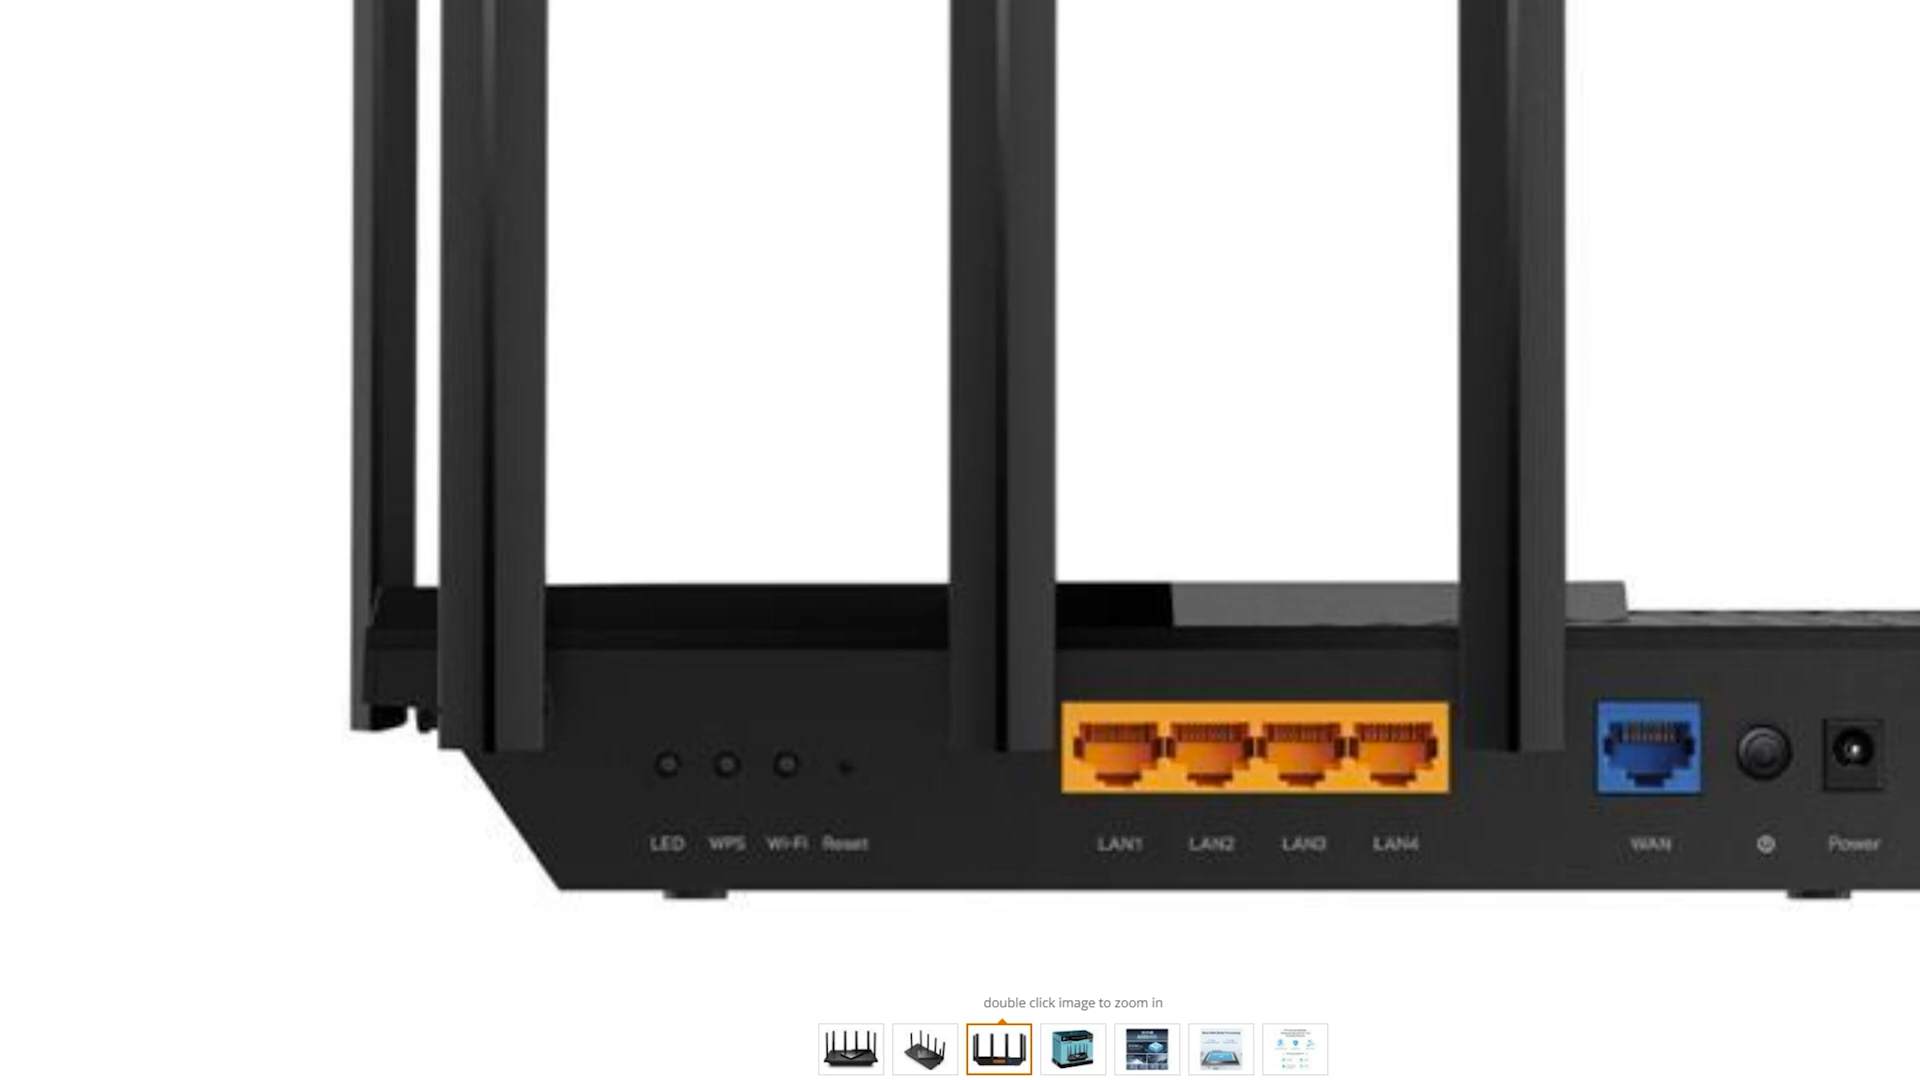 LED WPS Wi-Fi Reset LAN1 LAN2 LAN3 LAN4 WAN Power
double click image to zoom in